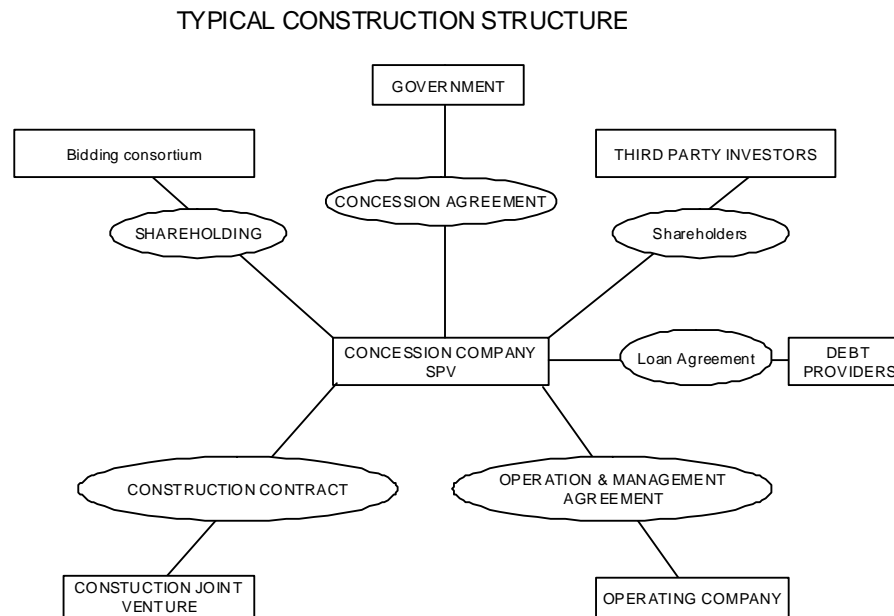 TYPICAL CONSTRUCTION STRUCTURE
GOVERNMENT
Bidding consortium
THIRD PARTY INVESTORS
CONCESSION AGREEMENT
SHAREHOLDING
Shareholders
CONCESSION COMPANY
SPV
Loan Agreement
DEBT
PROVIDERS
CONSTRUCTION CONTRACT
OPERATION & MANAGEMENT
AGREEMENT
CONSTUCTION JOINT
VENTURE
OPERATING COMPANY